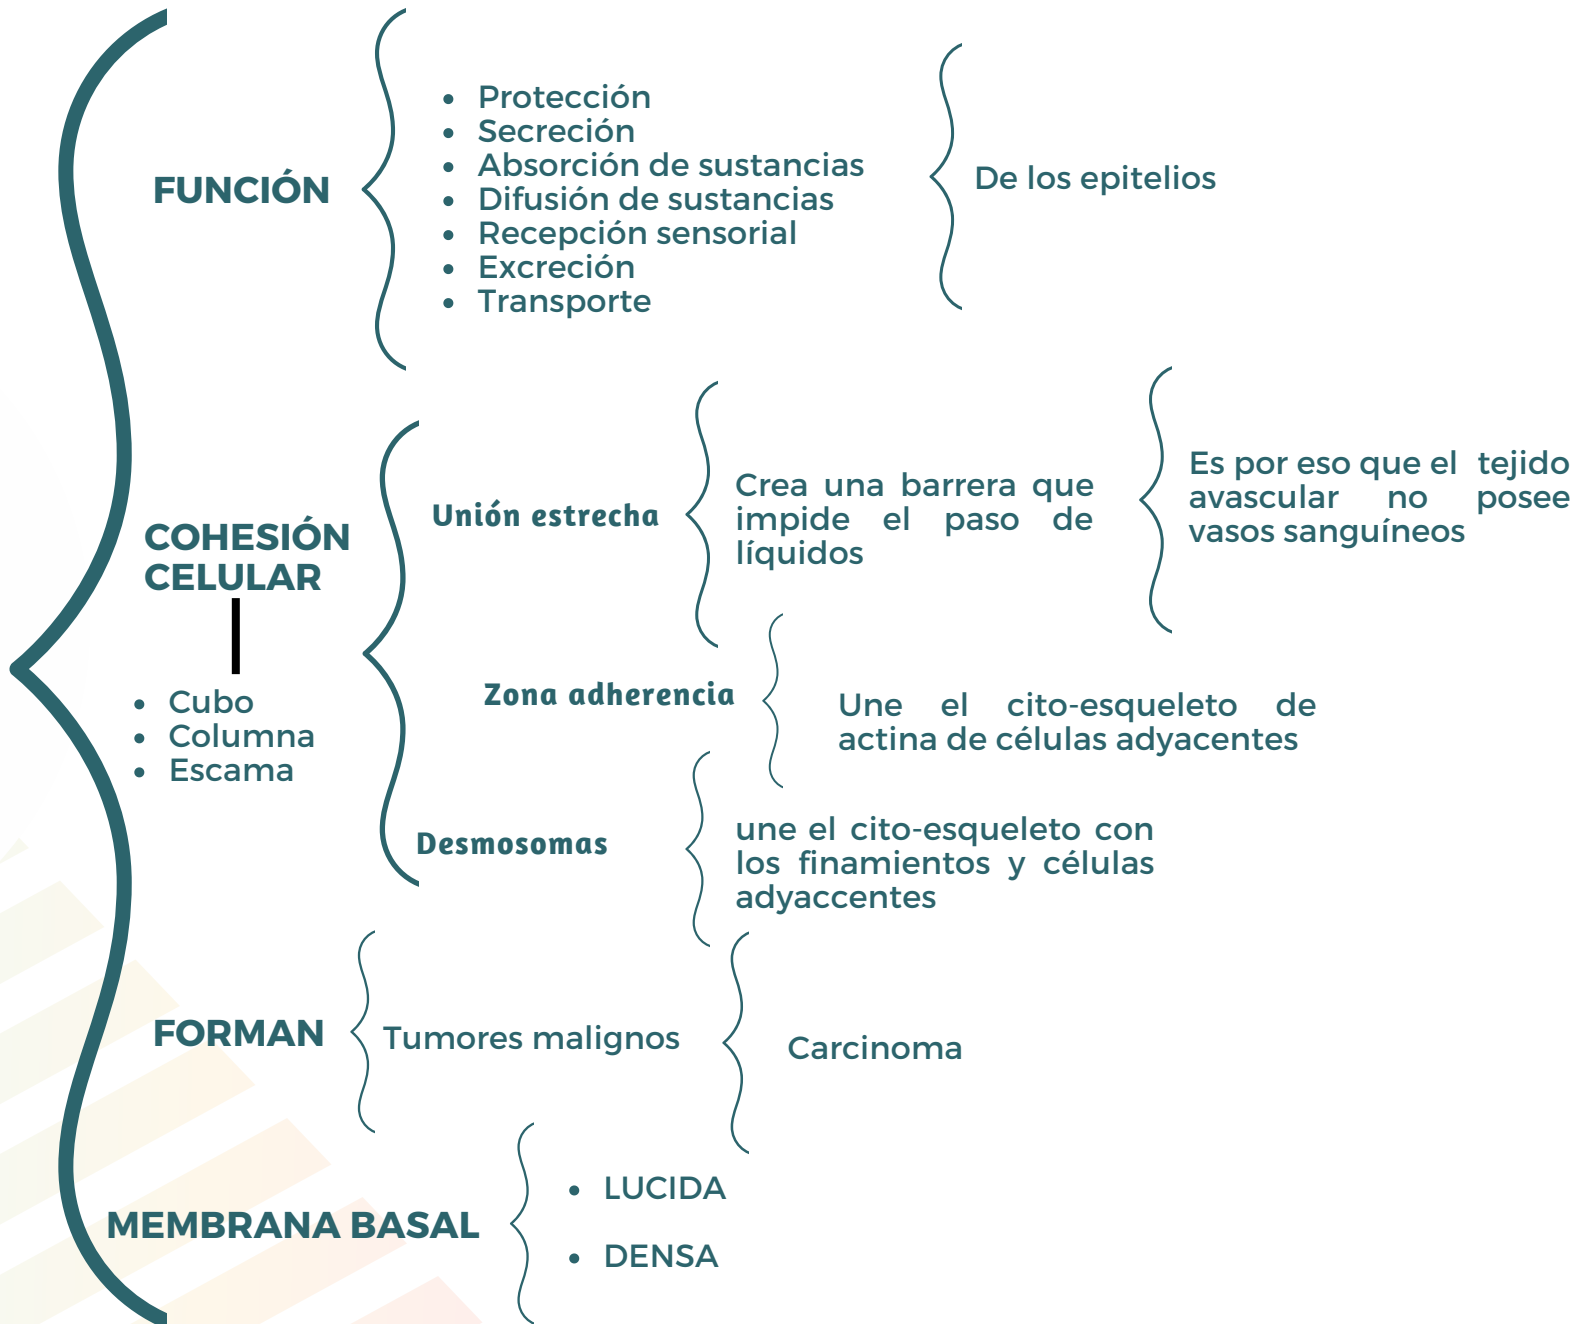 FUNCIÓN
• Protección
• Secreción
• Absorción de sustancias
• Difusión de sustancias
• Recepción sensorial
• Excreción
• Transporte
De los epitelios
COHESIÓN
CELULAR
• Cubo
• Columna
• Escama
Unión estrecha
Crea una barrera que
impide el paso de
líquidos
Es por eso que el tejido
avascular no posee
vasos sanguíneos
Zona adherencia
Une el cito-esqueleto de
actina de células adyacentes
Desmosomas
une el cito-esqueleto con
los finamientos y células
adyaccentes
FORMAN
Tumores malignos
Carcinoma
MEMBRANA BASAL
• LUCIDA
• DENSA